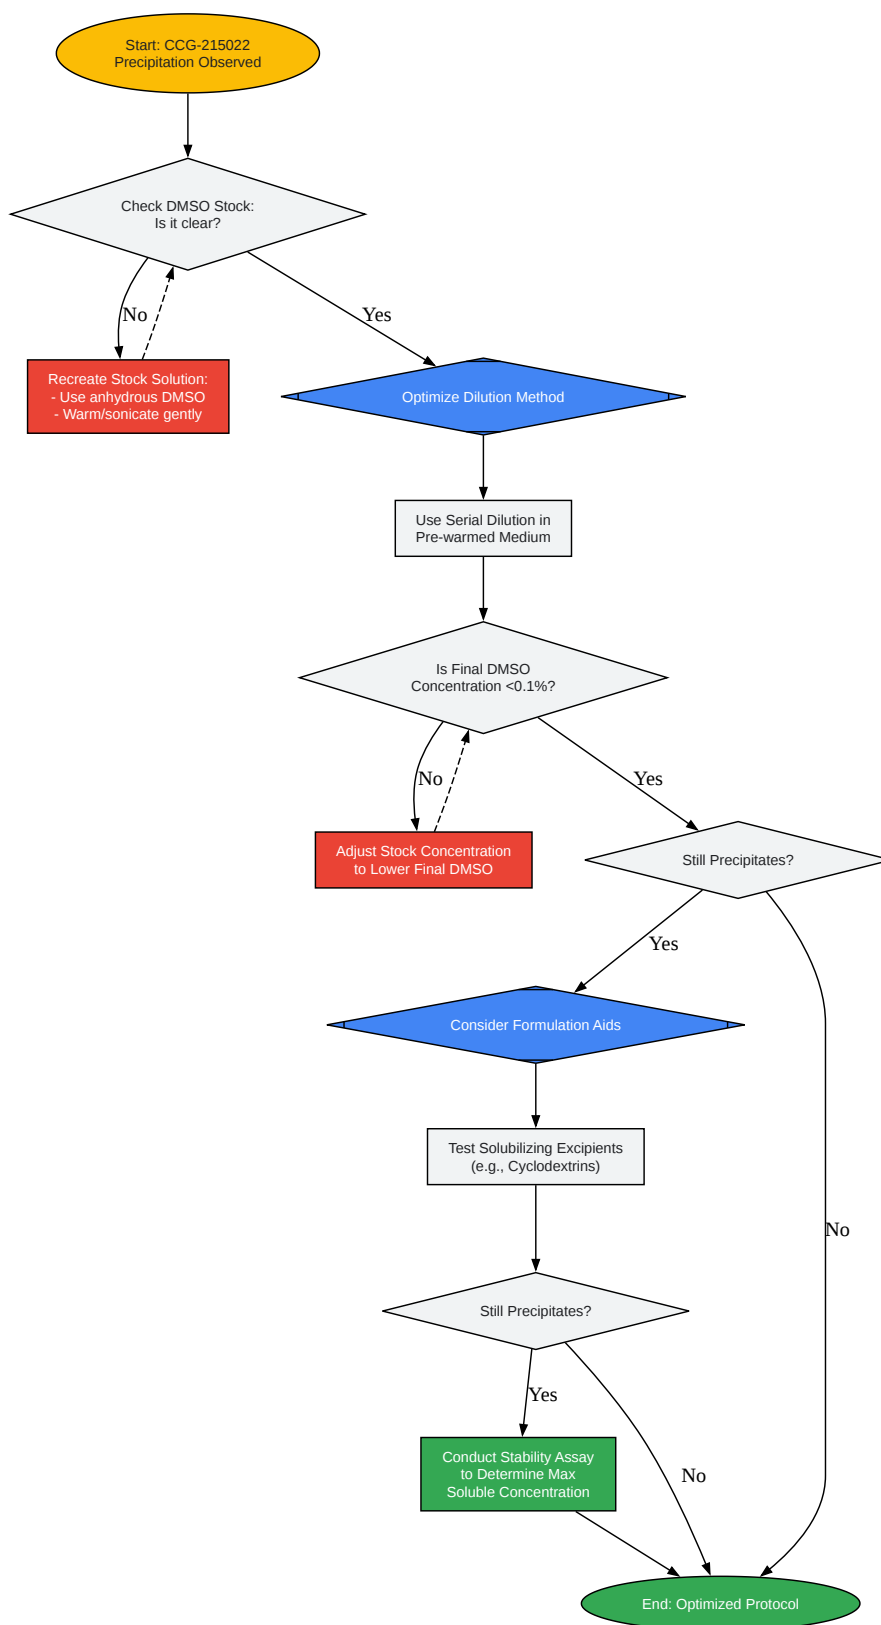 Start: CCG-215022
Precipitation Observed
Check DMSO Stock:
Is it clear?
No
Yes
Recreate Stock Solution:
- Use anhydrous DMSO
- Warm/sonicate gently
Optimize Dilution Method
Use Serial Dilution in
Pre-warmed Medium
Is Final DMSO
Concentration <0.1%?
No
Yes
Adjust Stock Concentration
to Lower Final DMSO
Still Precipitates?
Yes
Consider Formulation Aids
Test Solubilizing Excipients
(e.g., Cyclodextrins)
No
Still Precipitates?
Yes
No
Conduct Stability Assay
to Determine Max
Soluble Concentration
End: Optimized Protocol